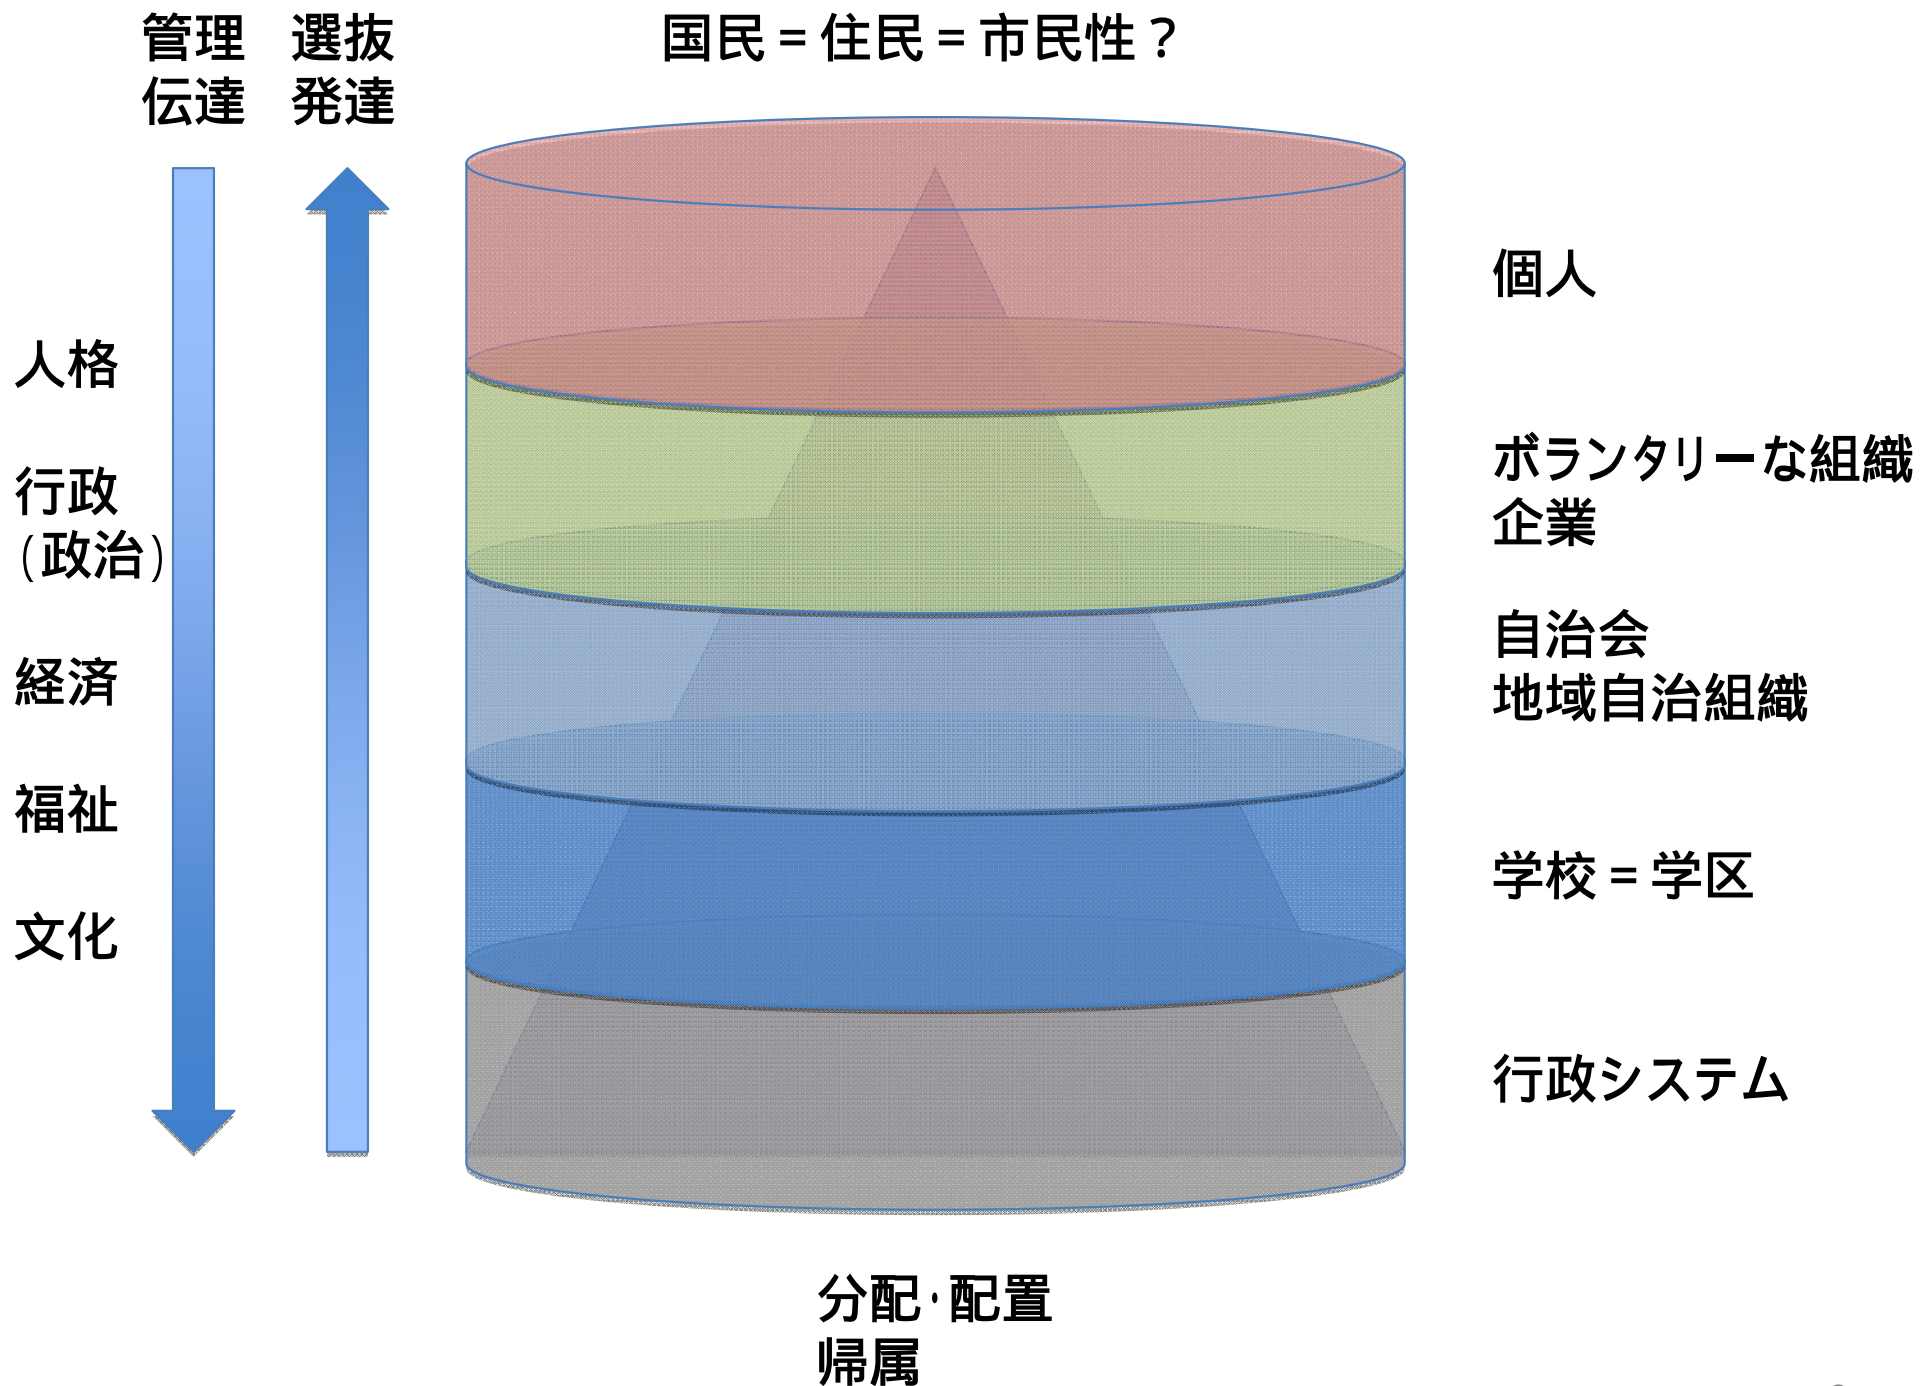 管理
伝達
選抜
発達
国民=住民=市民性?
人格
行政
(政治)
経済
福祉
文化
個人
ボランタリーな組織
企業
自治会
地域自治組織
学校=学区
行政システム
分配・配置
帰属